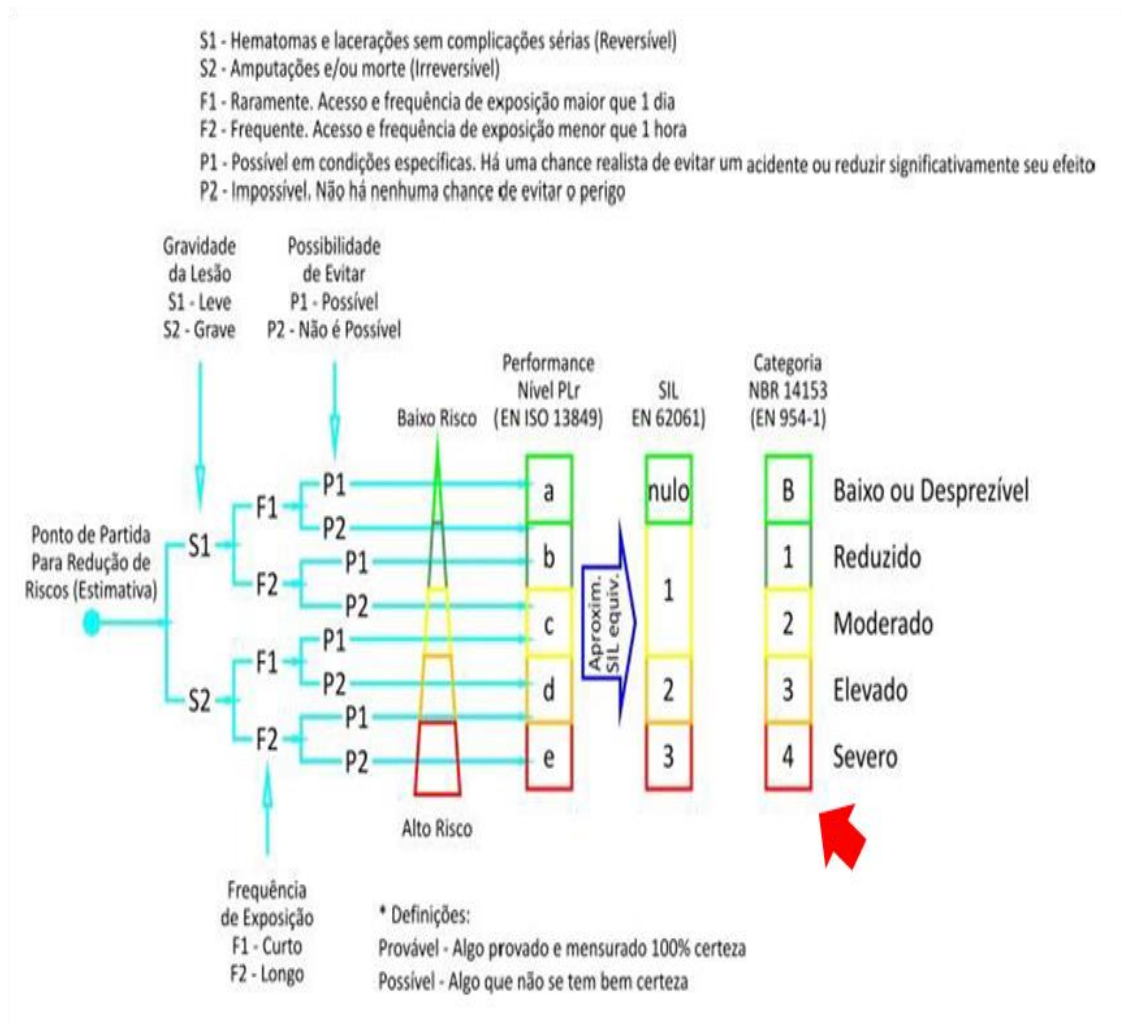 S1 - Hematomas e lacerações sem complicações sérias (Reversível)
S2 - Amputações e/ou morte (Irreversível)
F1 - Raramente. Acesso e frequência de exposição maior que 1 dia
F2 - Frequente. Acesso e frequência de exposição menor que 1 hora
P1 - Possível em condições específicas. Há uma chance realista de evitar um acidente ou reduzir significativamente seu efeito
P2 - Impossível. Não há nenhuma chance de evitar o perigo
Gravidade
da Lesão
S1 - Leve
S2 - Grave
Possibilidade
de Evitar
P1 - Possível
P2 - Não é Possível
Baixo Risco
Performance
Nivel PLr
(EN ISO 13849)
SIL
EN 62061)
Categoria
NBR 14153
(EN 954-1)
Ponto de Partida
Para Redução de
Riscos (Estimativa)
S1
S2
F1
F2
F1
F2
P1
P2
P1
P2
P1
P2
P1
P2
a
b
c
d
e
Aproxim.
SIL equiv.
nulo
1
2
3
B
1
2
3
4
Baixo ou Desprezível
Reduzido
Moderado
Elevado
Severo
Alto Risco
Frequência
de Exposição
F1 - Curto
F2 - Longo
* Definições:
Provável - Algo provado e mensurado 100% certeza
Possível - Algo que não se tem bem certeza